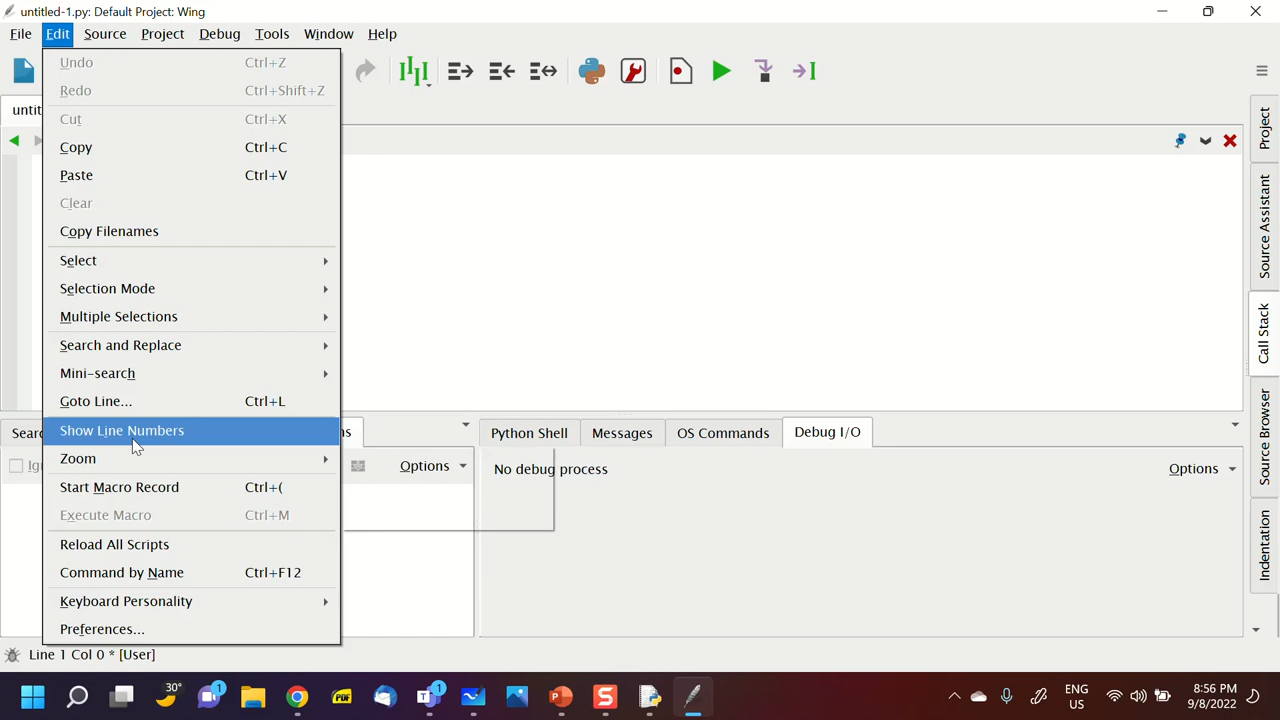 untitled-1.py: Default Project: Wing
File Edit Source Project Debug Tools Window Help
Undo Ctrl+Z
Redo Ctrl+Shift+Z
Cut Ctrl+X
Copy Ctrl+C
Paste Ctrl+V
Clear
Copy Filenames
Select
Selection Mode
Multiple Selections
Search and Replace
Mini-search
Goto Line... Ctrl+L
Show Line Numbers
Zoom
Start Macro Record Ctrl+(
Execute Macro Ctrl+M
Reload All Scripts
Command by Name Ctrl+F12
Keyboard Personality
Preferences...
Options
Python Shell Messages OS Commands Debug I/O
No debug process Options
Project
Source Assistant
Call Stack
Source Browser
Indentation
Line 1 Col 0 * [User]
30°
1
PDF
1
ENG
US
8:56 PM
9/8/2022